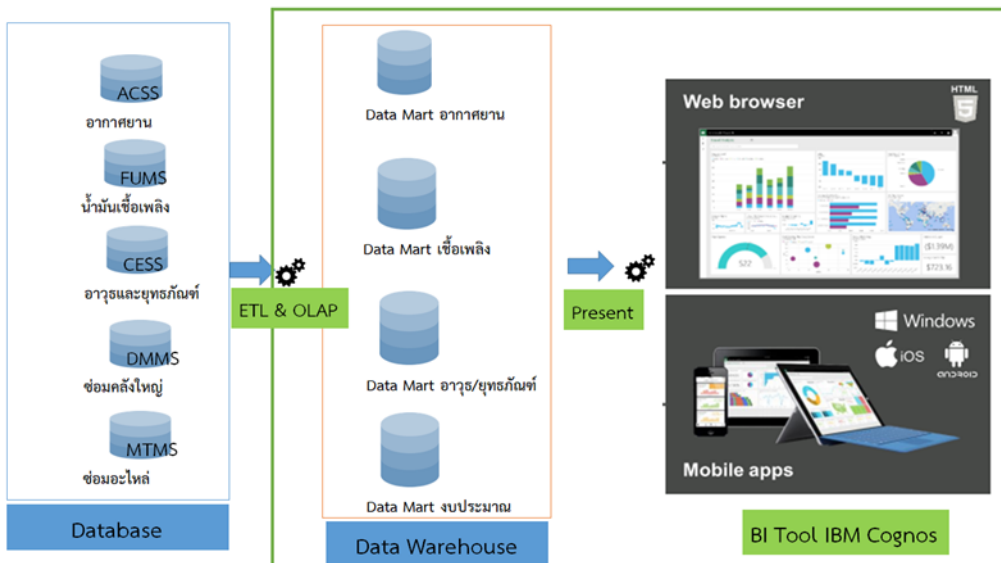 ACSS
อากาศยาน
FUMS
น้ำมันเชื้อเพลิง
CESS
อาวุธและยุทธภัณฑ์
DMMS
ซ่อมคลังใหญ่
MTMS
ซ่อมอะไหล่
Database
ETL & OLAP
Data Mart อากาศยาน
Data Mart เชื้อเพลิง
Data Mart อาวุธ/ยุทธภัณฑ์
Data Mart งบประมาณ
Data Warehouse
Present
Web browser
HTML
5
522
($1.39M)
$723.16
Windows
iOS
ANDROID
Mobile apps
BI Tool IBM Cognos